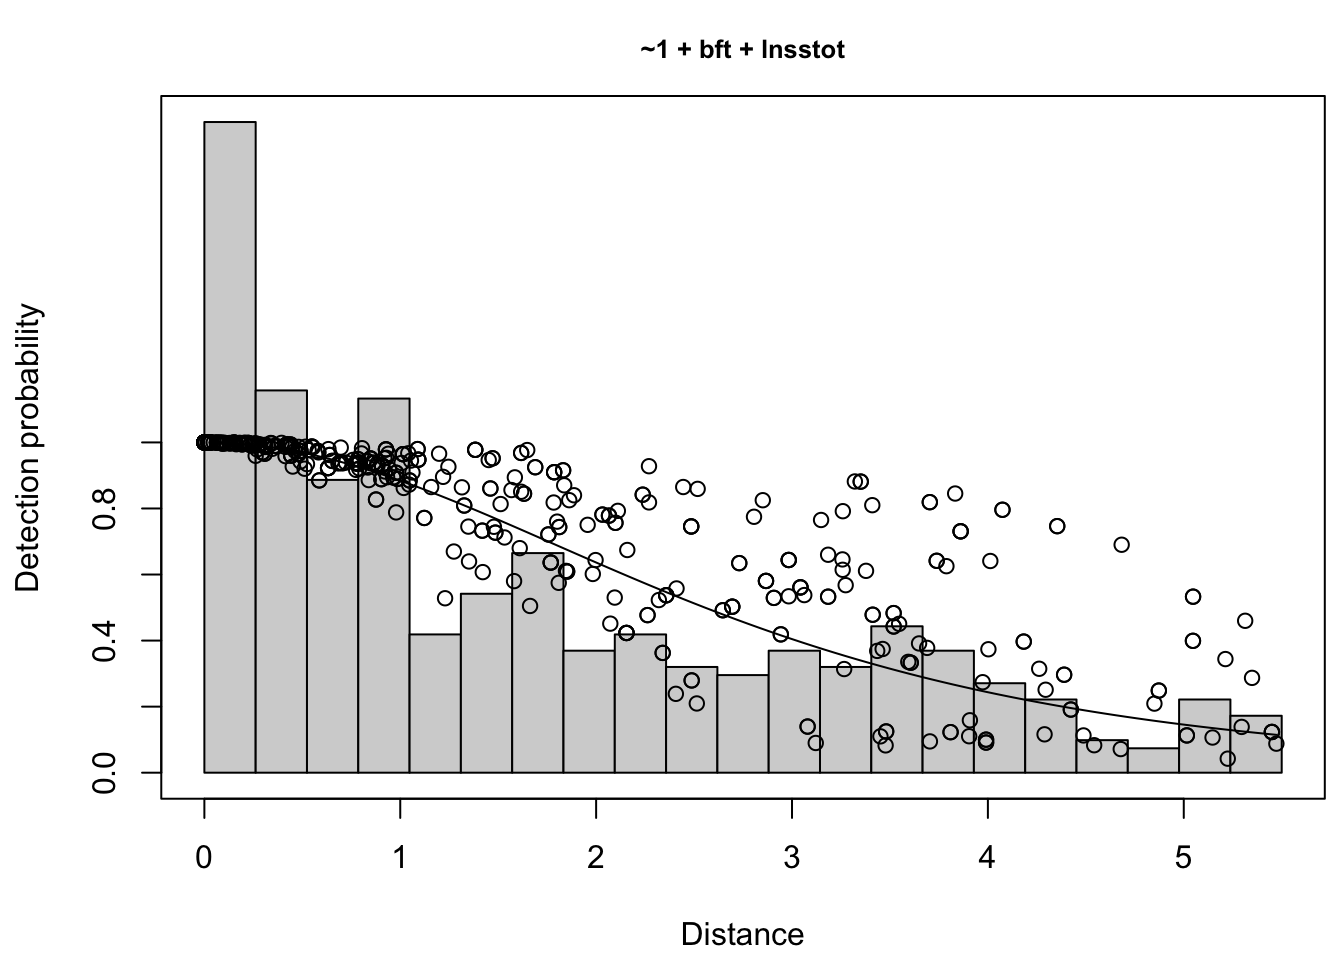 ~1 + bft + lnsstot
Detection probability
0.8
0.4
0.0
0 1 2 3 4 5
Distance